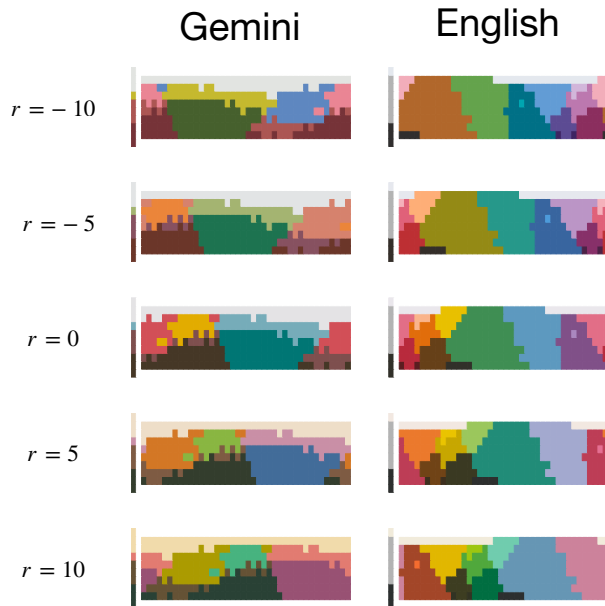 Gemini English
r = − 10
r = − 5
r = 0
r = 5
r = 10